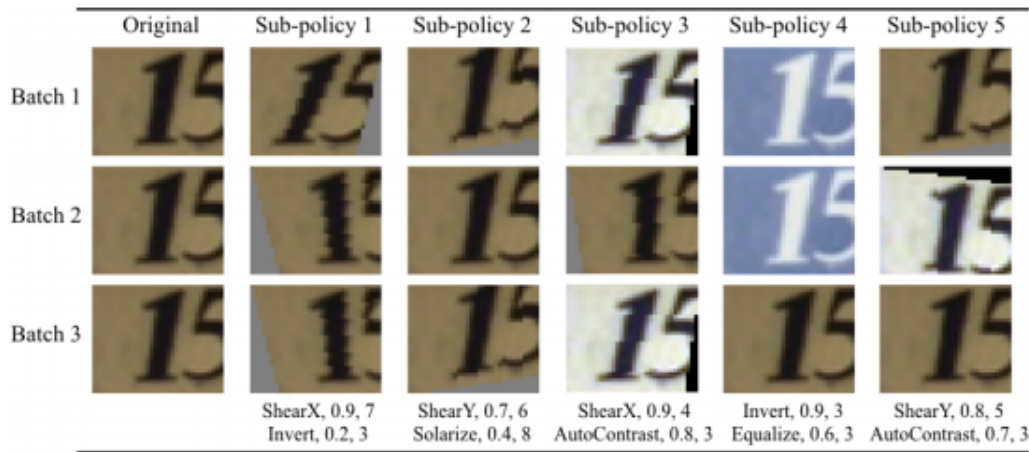 Original Sub-policy 1 Sub-policy 2 Sub-policy 3 Sub-policy 4 Sub-policy 5
Batch 1 15 15 15 15 15 15
Batch 2 15 15 15 15 15 15
Batch 3 15 15 15 15 15 15
ShearX, 0.9, 7 ShearY, 0.7, 6 ShearX, 0.9, 4 Invert, 0.9, 3 ShearY, 0.8, 5
Invert, 0.2, 3 Solarize, 0.4, 8 AutoContrast, 0.8, 3 Equalize, 0.6, 3 AutoContrast, 0.7, 3